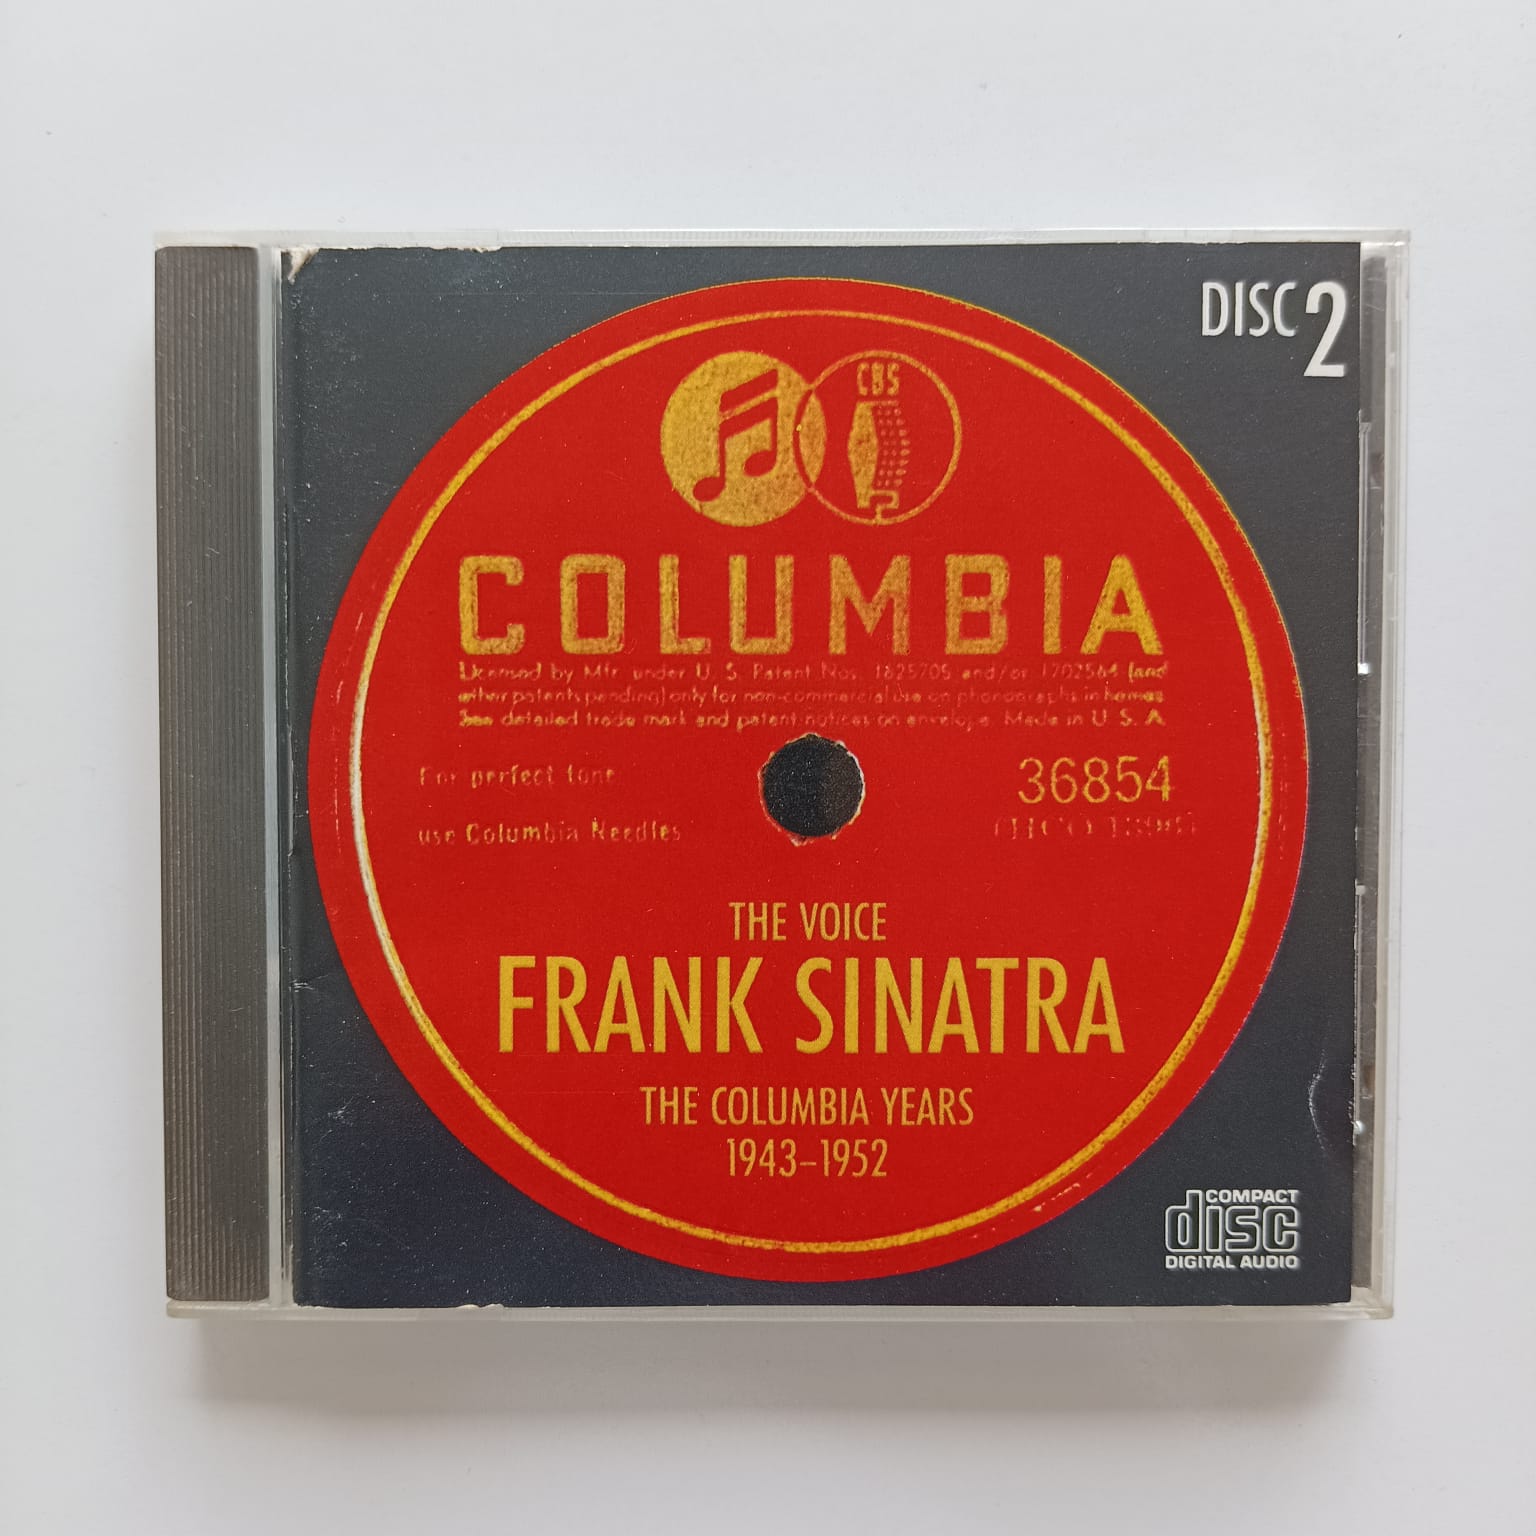 DISC 2
CBS
COLUMBIA
Licensed by Mfr. under U. S. Patent Nos. 1625705 and/or 1702564 (and
other patents pending) only for non-commercial use on phonographs in homes.
See detailed trade mark and patent notices on envelope. Made in U S A
For perfect tone
use Columbia Needles
36854
THE VOICE
FRANK SINATRA
THE COLUMBIA YEARS
1943–1952
COMPACT
disc
DIGITAL AUDIO